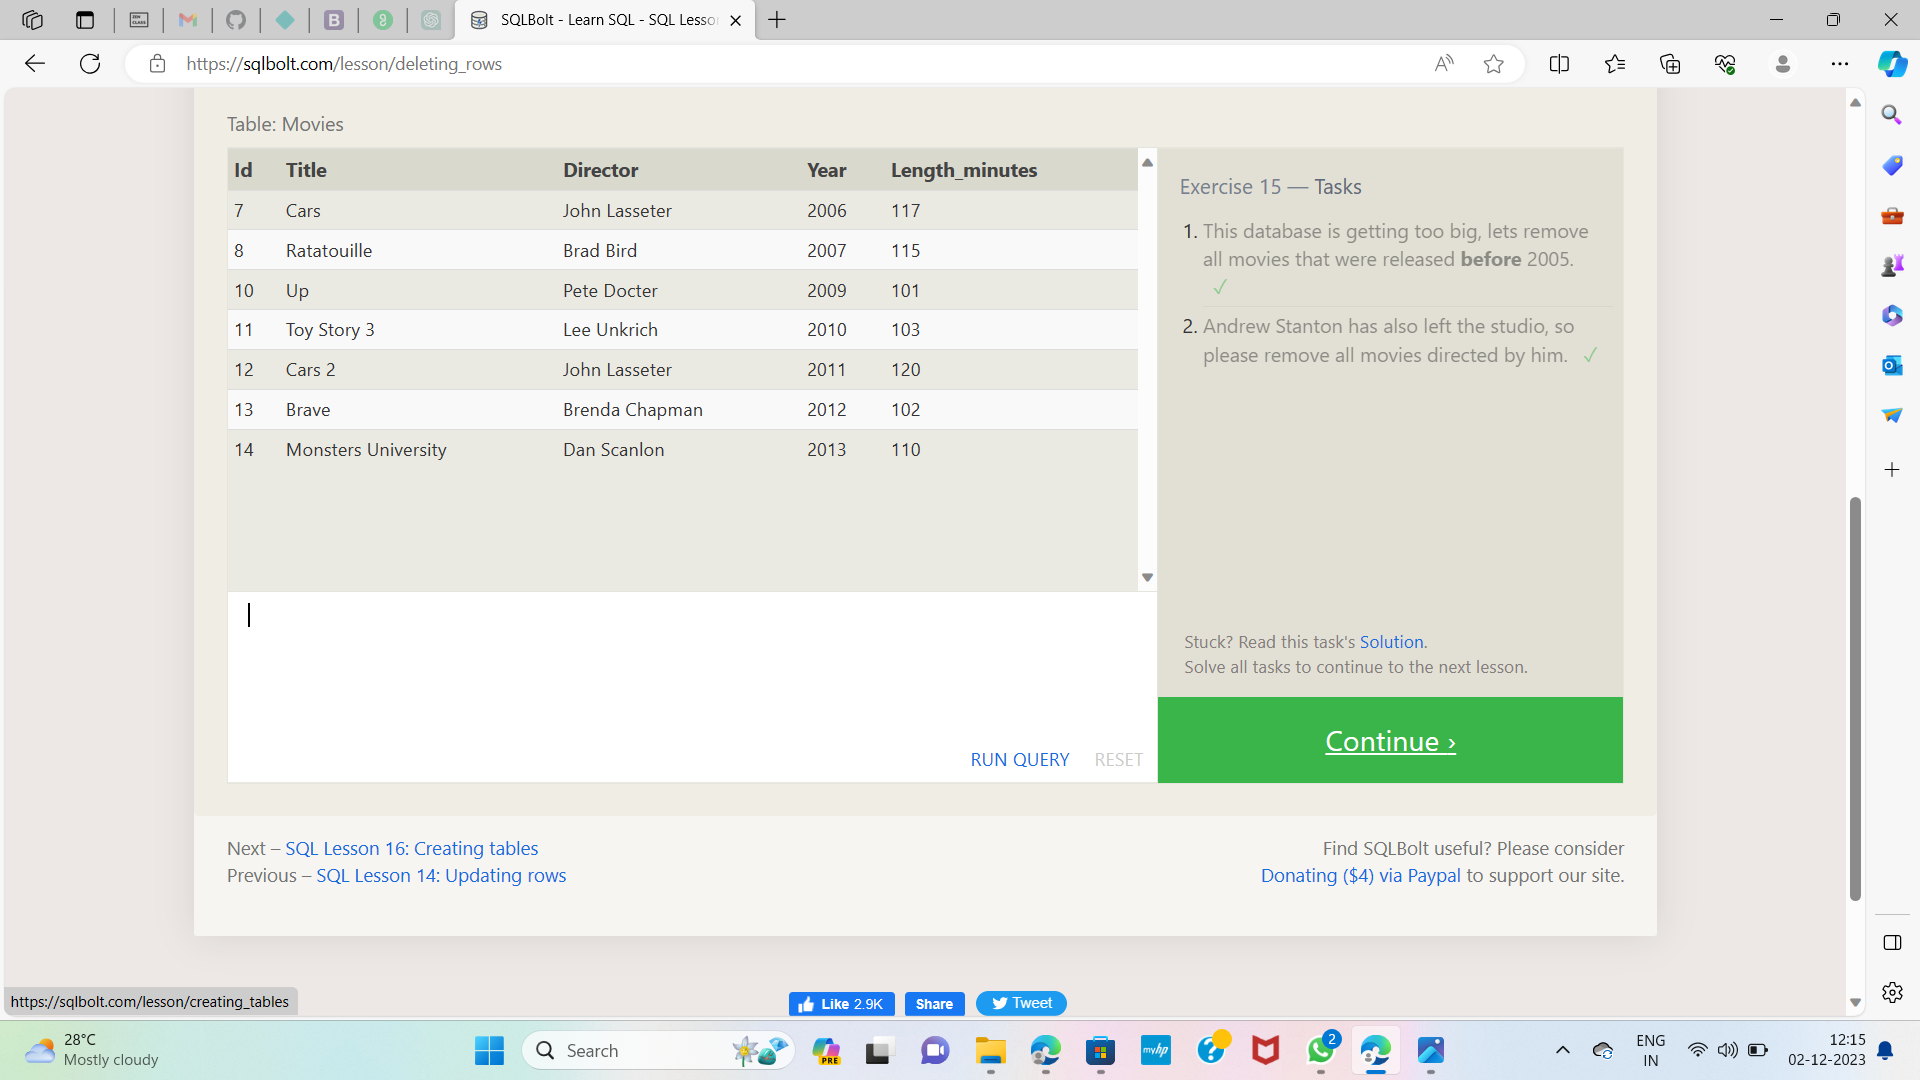 SQLBolt - Learn SQL - SQL Lesso
https://sqlbolt.com/lesson/deleting_rows
Table: Movies
Id Title Director Year Length_minutes
7 Cars John Lasseter 2006 117
8 Ratatouille Brad Bird 2007 115
10 Up Pete Docter 2009 101
11 Toy Story 3 Lee Unkrich 2010 103
12 Cars 2 John Lasseter 2011 120
13 Brave Brenda Chapman 2012 102
14 Monsters University Dan Scanlon 2013 110
RUN QUERY RESET
Exercise 15 — Tasks
1. This database is getting too big, lets remove
all movies that were released before 2005.
✓
2. Andrew Stanton has also left the studio, so
please remove all movies directed by him. ✓
Stuck? Read this task's Solution.
Solve all tasks to continue to the next lesson.
Continue ›
Next – SQL Lesson 16: Creating tables
Previous – SQL Lesson 14: Updating rows
Find SQLBolt useful? Please consider
Donating ($4) via Paypal to support our site.
https://sqlbolt.com/lesson/creating_tables
Like 2.9K Share Tweet
28°C
Mostly cloudy
Search
PRE
myhp
2
ENG
IN
12:15
02-12-2023